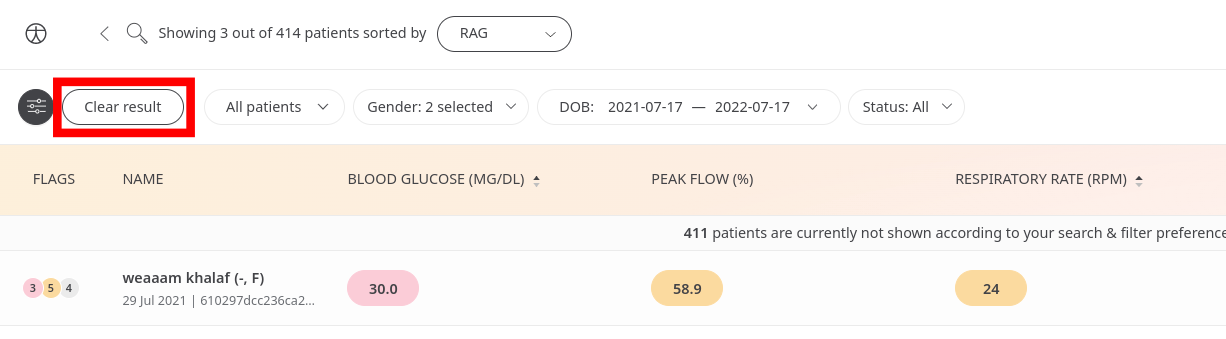 Showing 3 out of 414 patients sorted by RAG
Clear result All patients Gender: 2 selected DOB: 2021-07-17 — 2022-07-17 Status: All
FLAGS NAME BLOOD GLUCOSE (MG/DL) PEAK FLOW (%) RESPIRATORY RATE (RPM)
411 patients are currently not shown according to your search & filter preference
3 5 4 weaaam khalaf (-, F) 30.0 58.9 24
29 Jul 2021 | 610297dcc236ca2...